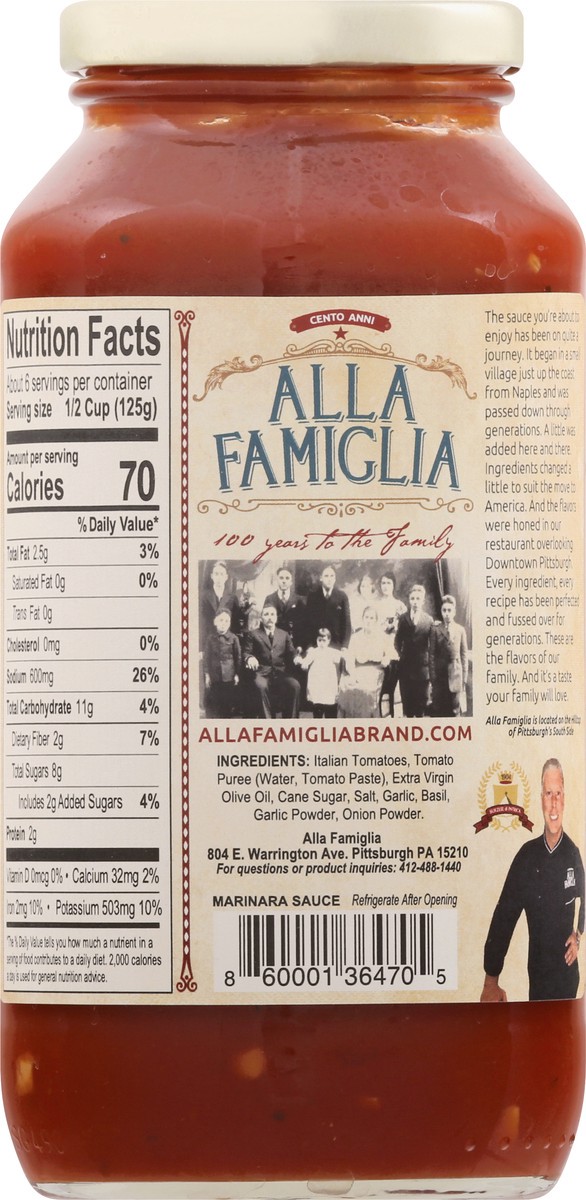 Nutrition Facts
About 6 servings per container
Serving size 1/2 Cup (125g)
Amount per serving
Calories 70
% Daily Value*
Total Fat 2.5g 3%
Saturated Fat 0g 0%
Trans Fat 0g
Cholesterol 0mg 0%
Sodium 600mg 26%
Total Carbohydrate 11g 4%
Dietary Fiber 2g 7%
Total Sugars 8g
Includes 2g Added Sugars 4%
Protein 2g
Vitamin D 0mcg 0% • Calcium 32mg 2%
Iron 2mg 10% • Potassium 503mg 10%
*The % Daily Value tells you how much a nutrient in a
serving of food contributes to a daily diet. 2,000 calories
a day is used for general nutrition advice.
CENTO ANNI
ALLA
FAMIGLIA
100 years to the Family
ALLAFAMIGLIABRAND.COM
INGREDIENTS: Italian Tomatoes, Tomato
Puree (Water, Tomato Paste), Extra Virgin
Olive Oil, Cane Sugar, Salt, Garlic, Basil,
Garlic Powder, Onion Powder.
Alla Famiglia
804 E. Warrington Ave. Pittsburgh PA 15210
For questions or product inquiries: 412-488-1440
MARINARA SAUCE Refrigerate After Opening
8 60001 36470 5
The sauce you're about to
enjoy has been on quite a
journey. It began in a small
village just up the coast
from Naples and was
passed down through
generations. A little was
added here and there.
Ingredients changed a
little to suit the move to
America. And the flavors
were honed in our
restaurant overlooking
Downtown Pittsburgh.
Every ingredient, every
recipe has been perfected
and fussed over for
generations. These are
the flavors of our
family. And it's a taste
your family will love.
Alla Famiglia is located on the Hilltop
of Pittsburgh's South Side